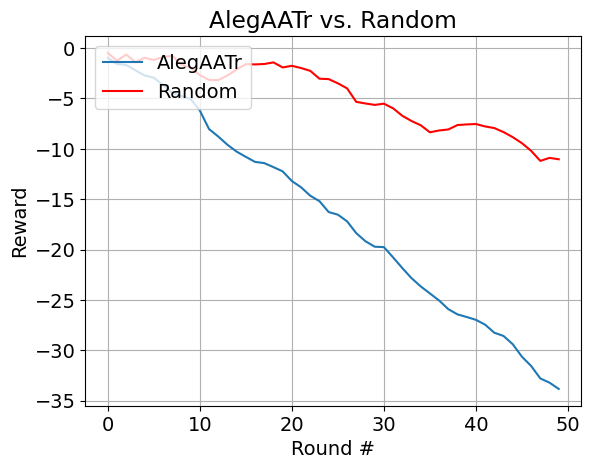 AlegAATr vs. Random
AlegAATr
Random
0
−5
−10
−15
−20
−25
−30
−35
Reward
0 10 20 30 40 50
Round #